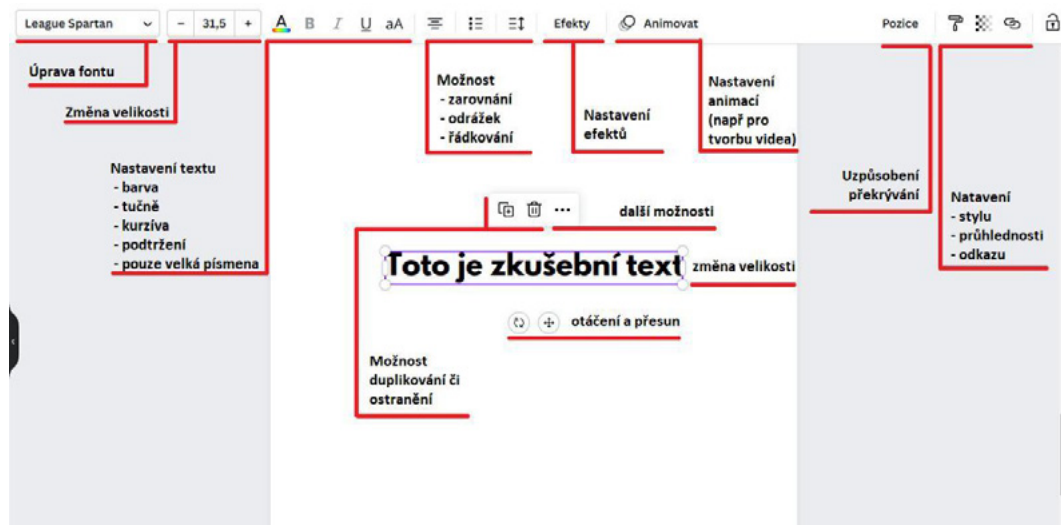 League Spartan
– 31,5 +
A B I U aA
Efekty
Animovat
Pozice
Úprava fontu
Změna velikosti
Nastavení textu
- barva
- tučně
- kurzíva
- podtržení
- pouze velká písmena
Možnost
- zarovnání
- odrážek
- řádkování
Nastavení
efektů
Nastavení
animací
(např pro
tvorbu videa)
Uzpůsobení
překrývání
Natavení
- stylu
- průhlednosti
- odkazu
další možnosti
Toto je zkušební text
změna velikosti
otáčení a přesun
Možnost
duplikování či
ostranění